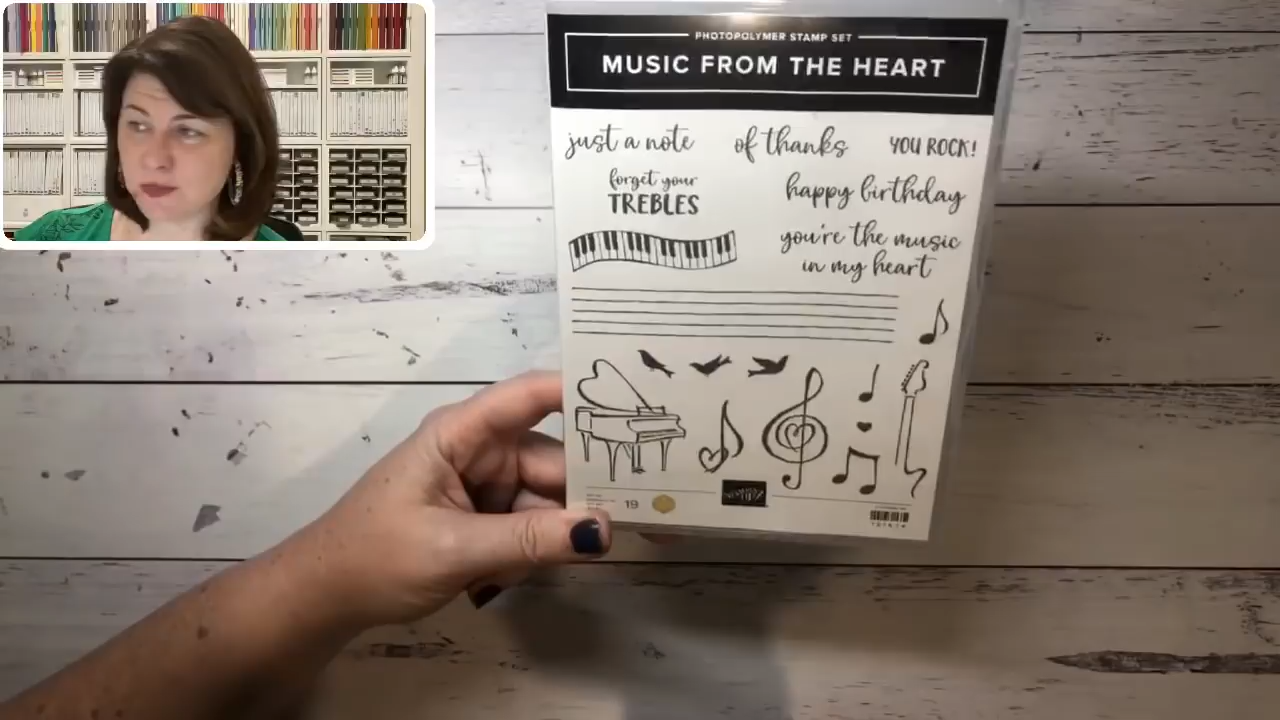 PHOTOPOLYMER STAMP SET
MUSIC FROM THE HEART
just a note
of thanks
YOU ROCK!
forget your
TREBLES
happy birthday
you're the music
in my heart
19